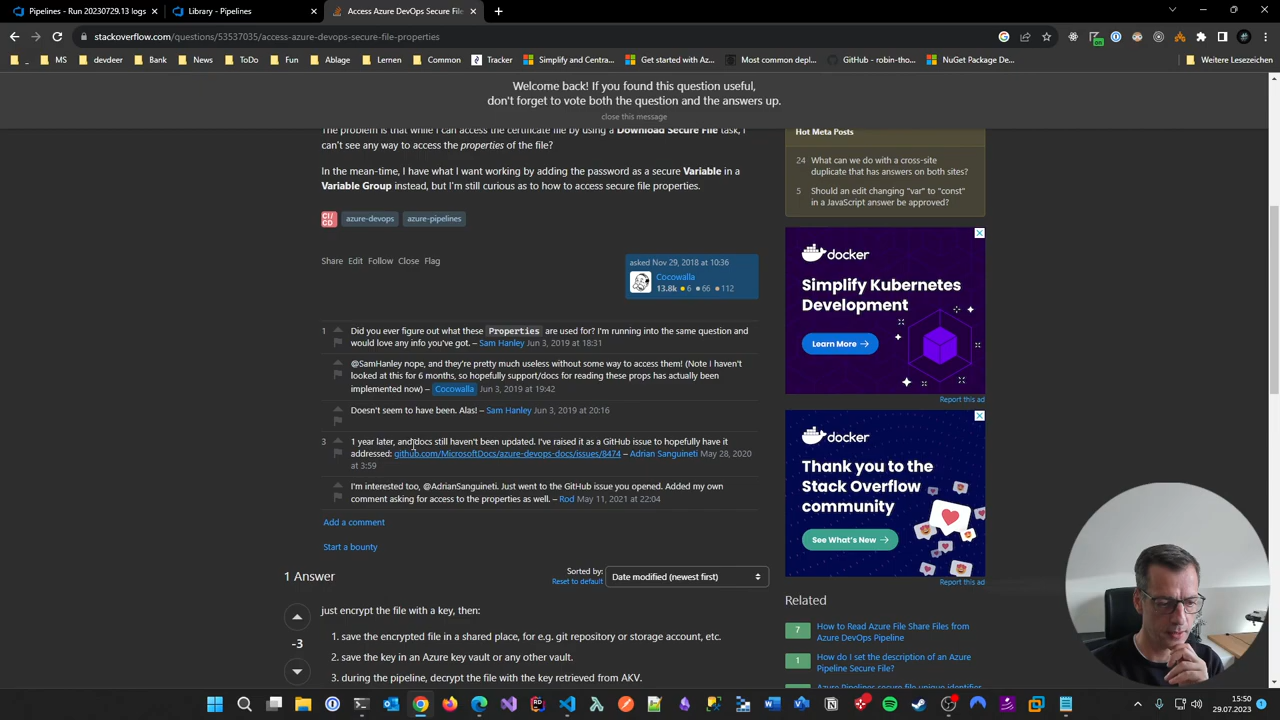 Pipelines - Run 20230729.13 logs
Library - Pipelines
Access Azure DevOps Secure File
stackoverflow.com/questions/53537035/access-azure-devops-secure-file-properties
MS
devdeer
Bank
News
ToDo
Fun
Ablage
Lernen
Common
Tracker
Simplify and Centra...
Get started with Az...
Most common deplo...
GitHub - robin-tho...
NuGet Package De...
Weitere Lesezeichen
Welcome back! If you found this question useful,
don't forget to vote both the question and the answers up.
close this message
The problem is that while I can access the certificate file by using a Download Secure File task, I
can't see any way to access the properties of the file?
In the mean-time, I have what I want working by adding the password as a secure Variable in a
Variable Group instead, but I'm still curious as to how to access secure file properties.
CI/
CD
azure-devops
azure-pipelines
Share Edit Follow Close Flag
asked Nov 29, 2018 at 10:36
Cocowalla
13.8k 6 66 112
1 Did you ever figure out what these Properties are used for? I'm running into the same question and
would love any info you've got. – Sam Hanley Jun 3, 2019 at 18:31
@SamHanley nope, and they're pretty much useless without some way to access them! (Note I haven't
looked at this for 6 months, so hopefully support/docs for reading these props has actually been
implemented now) – Cocowalla Jun 3, 2019 at 19:42
Doesn't seem to have been. Alas! – Sam Hanley Jun 3, 2019 at 20:16
3 1 year later, and docs still haven't been updated. I've raised it as a GitHub issue to hopefully have it
addressed: github.com/MicrosoftDocs/azure-devops-docs/issues/8474 – Adrian Sanguineti May 28, 2020
at 3:59
I'm interested too, @AdrianSanguineti. Just went to the GitHub issue you opened. Added my own
comment asking for access to the properties as well. – Rod May 11, 2021 at 22:04
Add a comment
Start a bounty
1 Answer
Sorted by:
Reset to default
Date modified (newest first)
just encrypt the file with a key, then:
-3
1. save the encrypted file in a shared place, for e.g. git repository or storage account, etc.
2. save the key in an Azure key vault or any other vault.
3. during the pipeline, decrypt the file with the key retrieved from AKV.
Hot Meta Posts
24 What can we do with a cross-site
duplicate that has answers on both sites?
5 Should an edit changing "var" to "const"
in a JavaScript answer be approved?
docker
Simplify Kubernetes
Development
Learn More
Report this ad
docker
Thank you to the
Stack Overflow
community
See What's New
Report this ad
Related
7 How to Read Azure File Share Files from
Azure DevOps Pipeline
1 How do I set the description of an Azure
Pipeline Secure File?
Azure Pipelines secure file unique identifier
15:50
29.07.2023